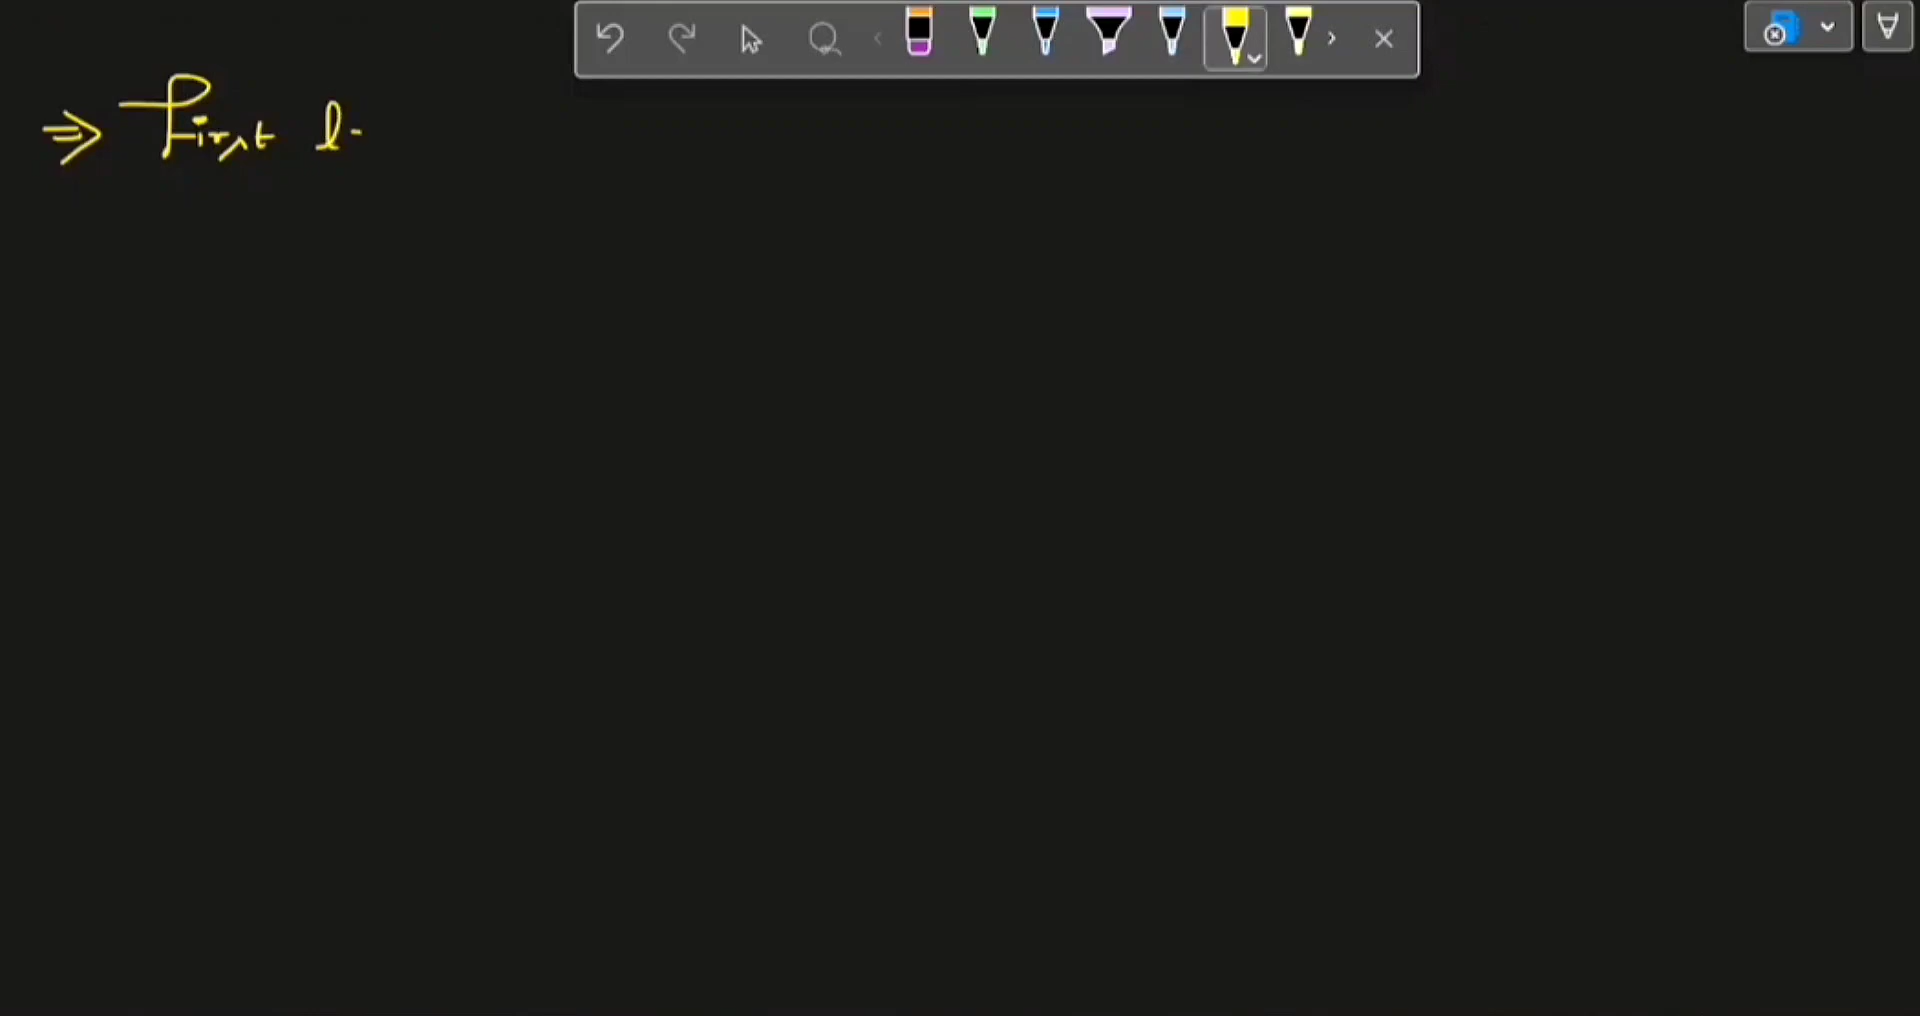 ⇒ First l-